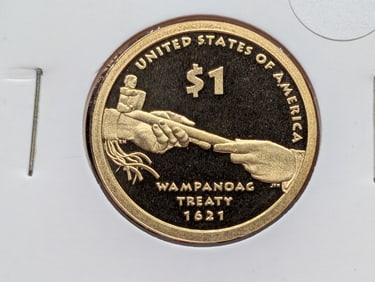 UNITED STATES OF AMERICA
$1
WAMPANOAG
TREATY
1621